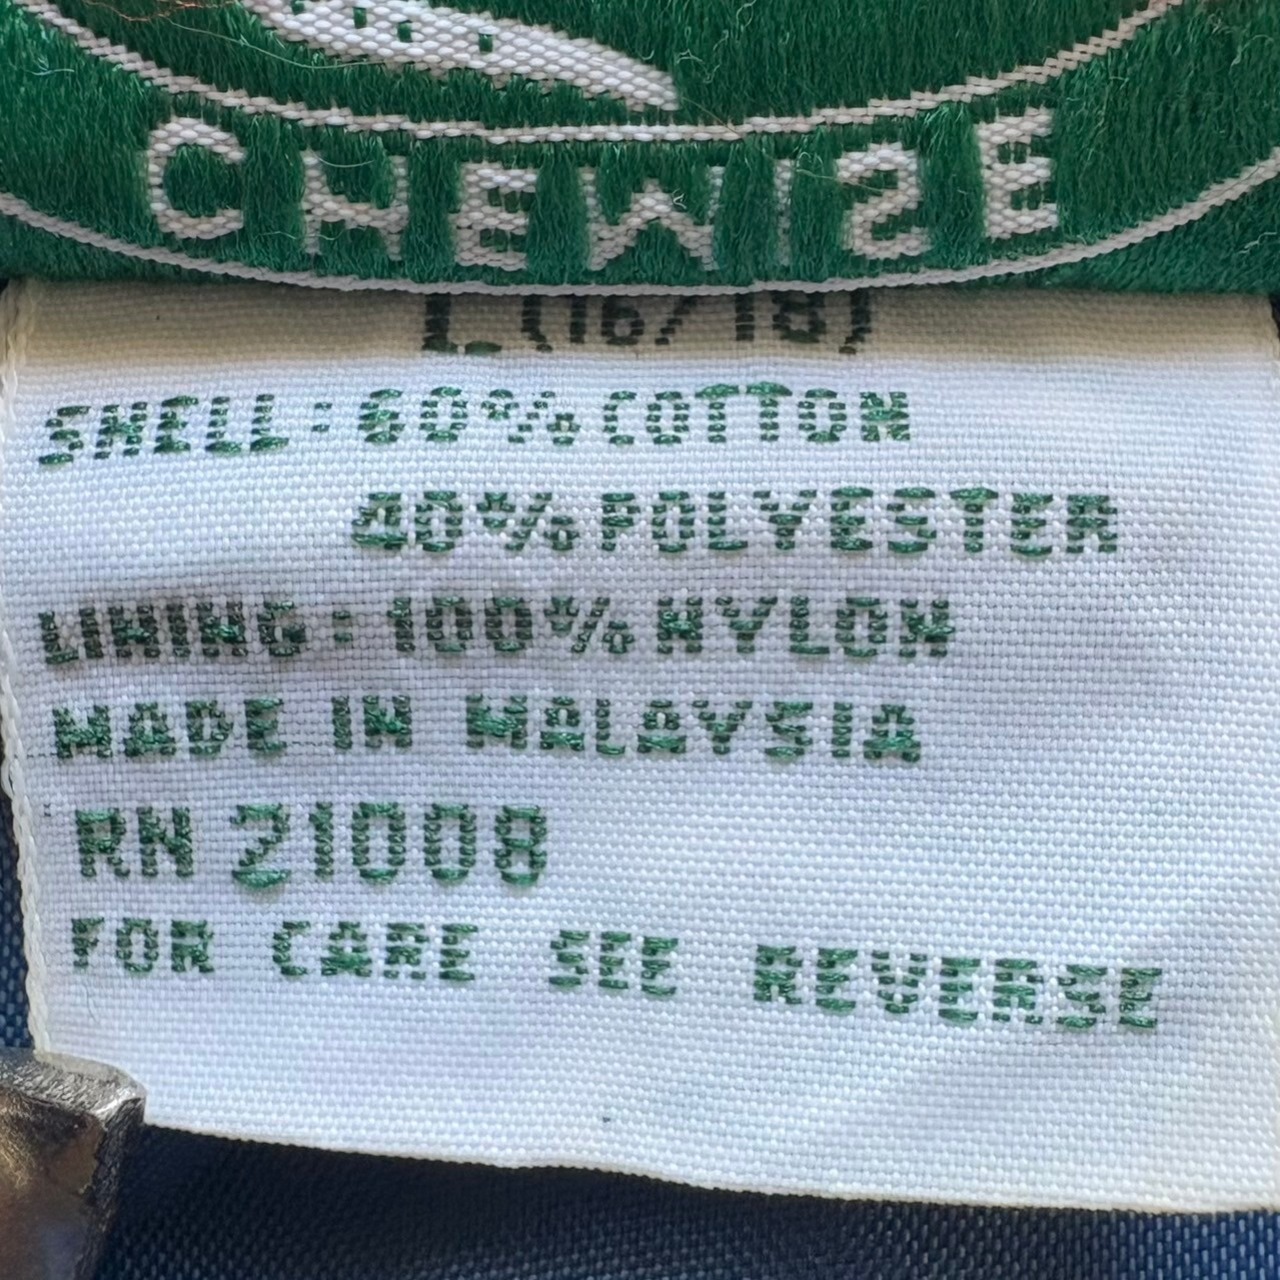 CHEMISE
L (16/18)
SHELL: 60% COTTON
40% POLYESTER
LINING: 100% NYLON
MADE IN MALAYSIA
RN 21008
FOR CARE SEE REVERSE